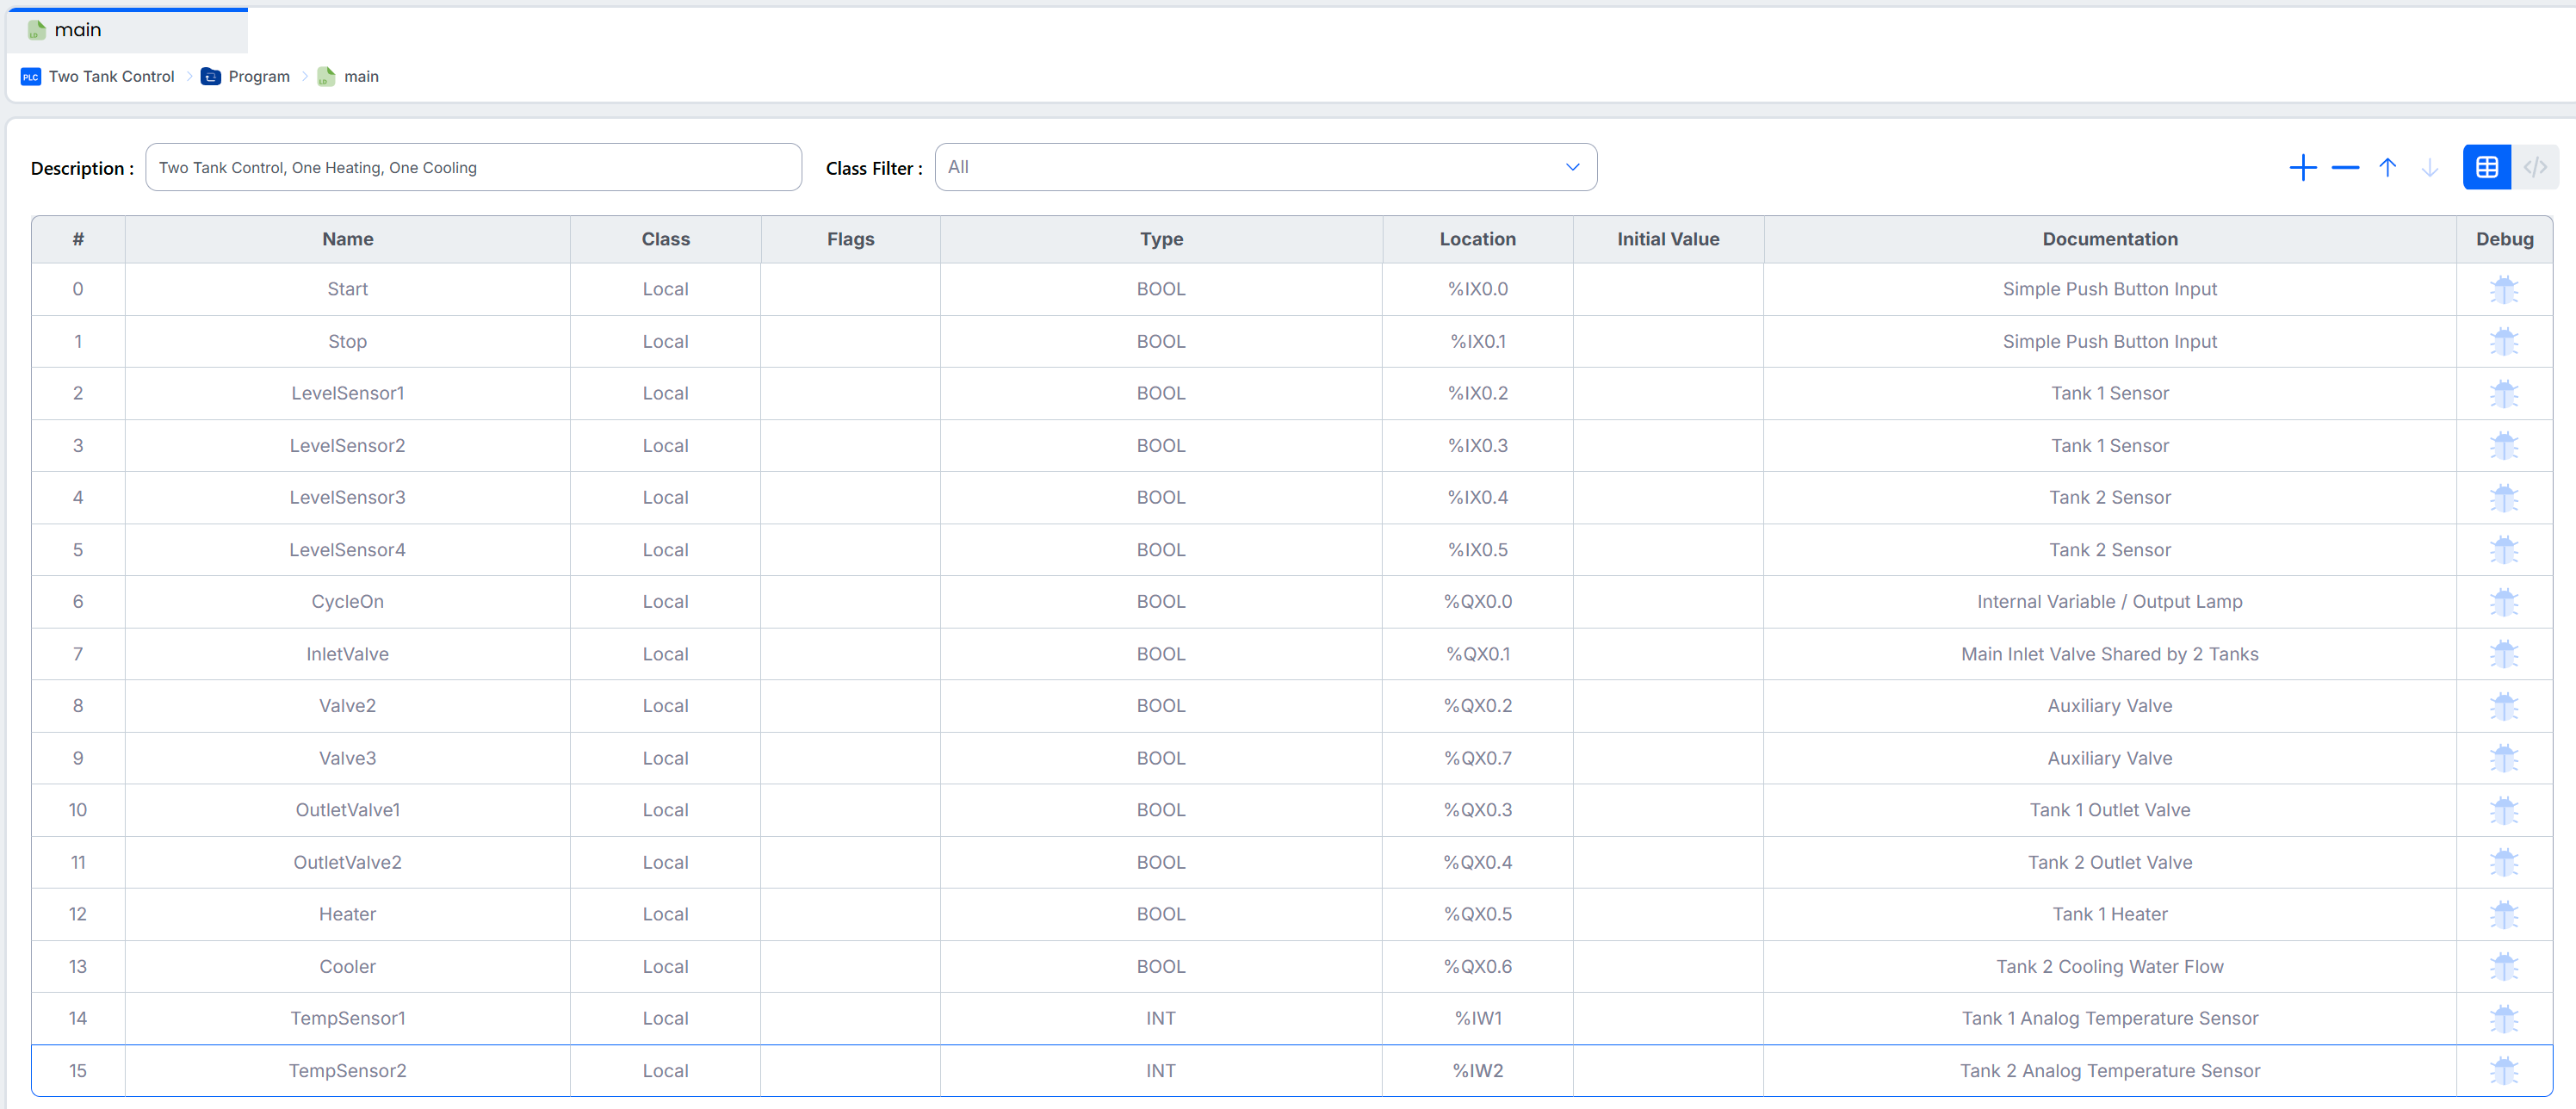 main
PLC Two Tank Control > Program > main
Description : Two Tank Control, One Heating, One Cooling Class Filter : All
# Name Class Flags Type Location Initial Value Documentation Debug
0 Start Local BOOL %IX0.0 Simple Push Button Input
1 Stop Local BOOL %IX0.1 Simple Push Button Input
2 LevelSensor1 Local BOOL %IX0.2 Tank 1 Sensor
3 LevelSensor2 Local BOOL %IX0.3 Tank 1 Sensor
4 LevelSensor3 Local BOOL %IX0.4 Tank 2 Sensor
5 LevelSensor4 Local BOOL %IX0.5 Tank 2 Sensor
6 CycleOn Local BOOL %QX0.0 Internal Variable / Output Lamp
7 InletValve Local BOOL %QX0.1 Main Inlet Valve Shared by 2 Tanks
8 Valve2 Local BOOL %QX0.2 Auxiliary Valve
9 Valve3 Local BOOL %QX0.7 Auxiliary Valve
10 OutletValve1 Local BOOL %QX0.3 Tank 1 Outlet Valve
11 OutletValve2 Local BOOL %QX0.4 Tank 2 Outlet Valve
12 Heater Local BOOL %QX0.5 Tank 1 Heater
13 Cooler Local BOOL %QX0.6 Tank 2 Cooling Water Flow
14 TempSensor1 Local INT %IW1 Tank 1 Analog Temperature Sensor
15 TempSensor2 Local INT %IW2 Tank 2 Analog Temperature Sensor